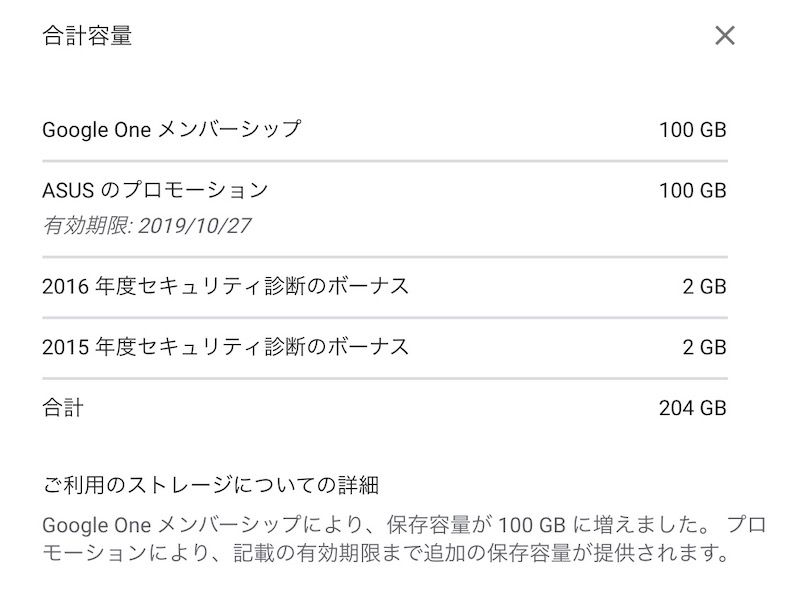 合計容量
Google One メンバーシップ 100 GB
ASUS のプロモーション 100 GB
有効期限: 2019/10/27
2016 年度セキュリティ診断のボーナス 2 GB
2015 年度セキュリティ診断のボーナス 2 GB
合計 204 GB
ご利用のストレージについての詳細
Google One メンバーシップにより、保存容量が 100 GB に増えました。 プロ
モーションにより、記載の有効期限まで追加の保存容量が提供されます。